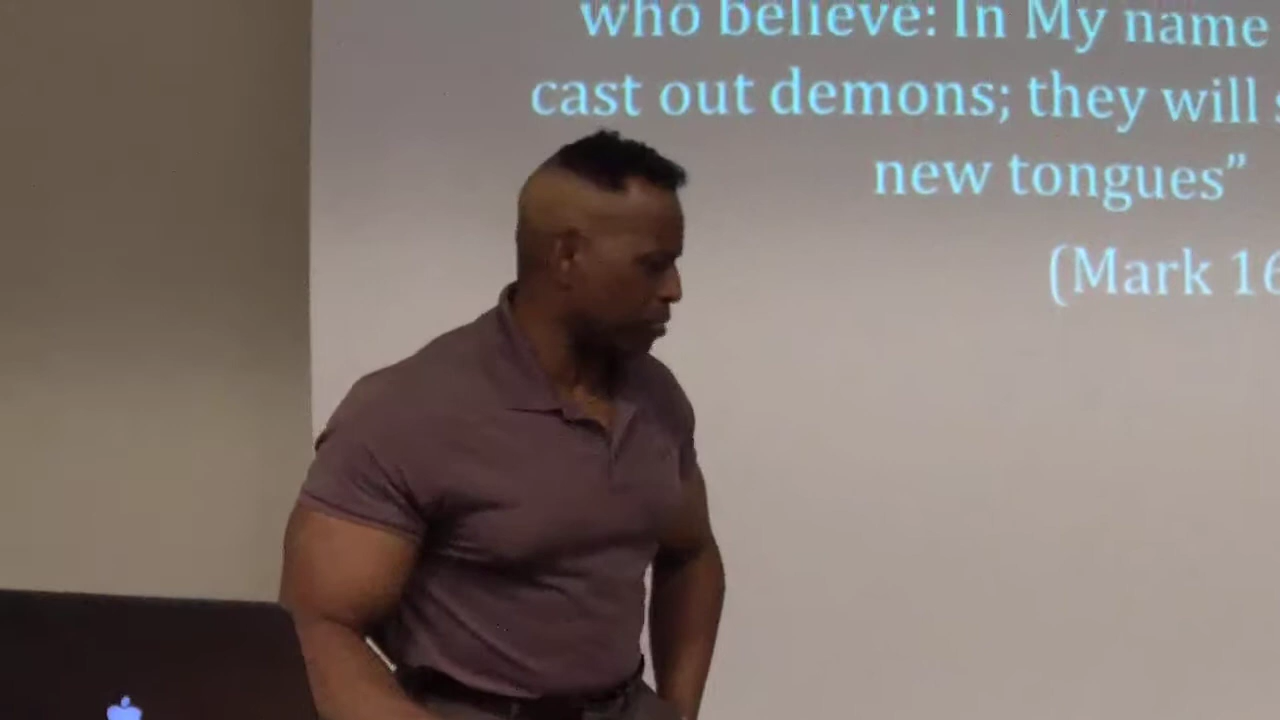 who believe: In My name
cast out demons; they will
new tongues”
(Mark 16